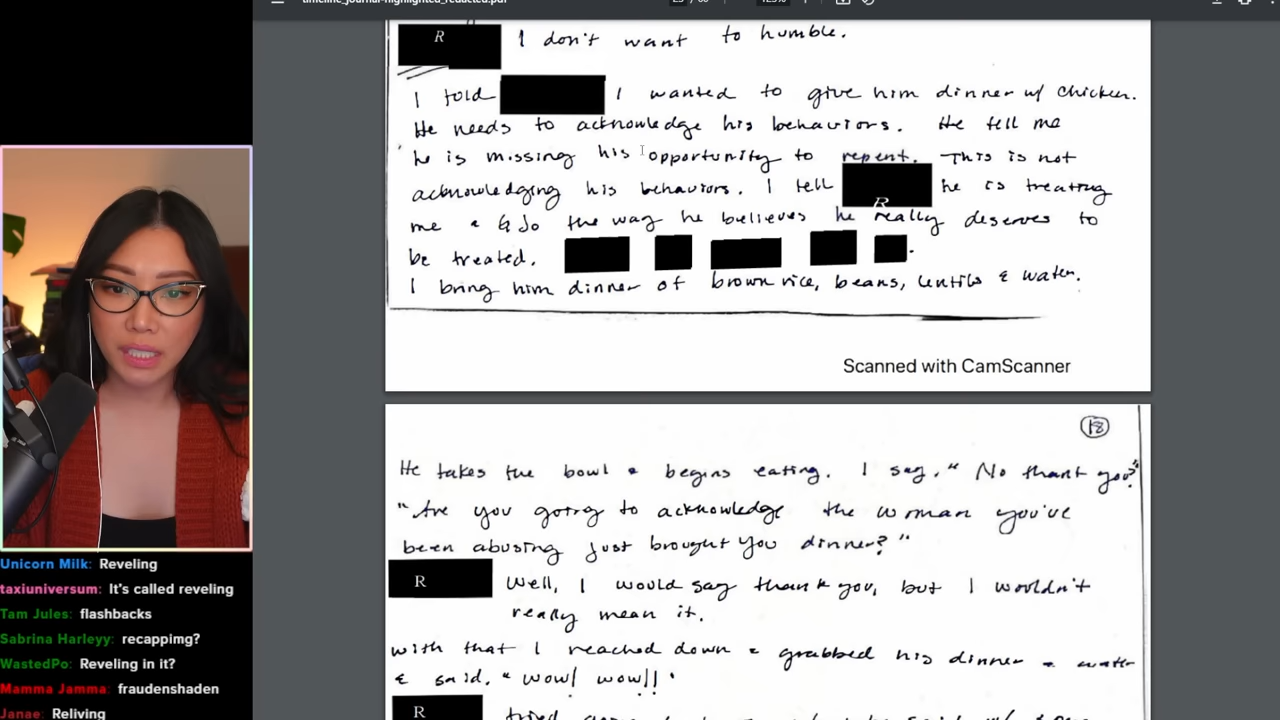 timeline_journal-highlighted_redacted.pdf
R I don't want to humble.
I told I wanted to give him dinner w/ chicken.
He needs to acknowledge his behaviors. He tell me
he is missing his opportunity to repent. This is not
acknowledging his behaviors. I tell R he is treating
me & GJo the way he believes he really deserves to
be treated.
I bring him dinner of brown rice, beans, lentils & water.
Scanned with CamScanner
18
He takes the bowl & begins eating. I say, "No thank you?"
"Are you going to acknowledge the woman you've
been abusing just brought you dinner?"
R Well, I would say thank you, but I wouldn't
really mean it.
with that I reached down & grabbed his dinner & water
& said, "wow! wow!!"
R
Unicorn Milk: Reveling
taxiuniversum: It's called reveling
Tam Jules: flashbacks
Sabrina Harleyy: recappimg?
WastedPo: Reveling in it?
Mamma Jamma: fraudenshaden
Janae: Reliving